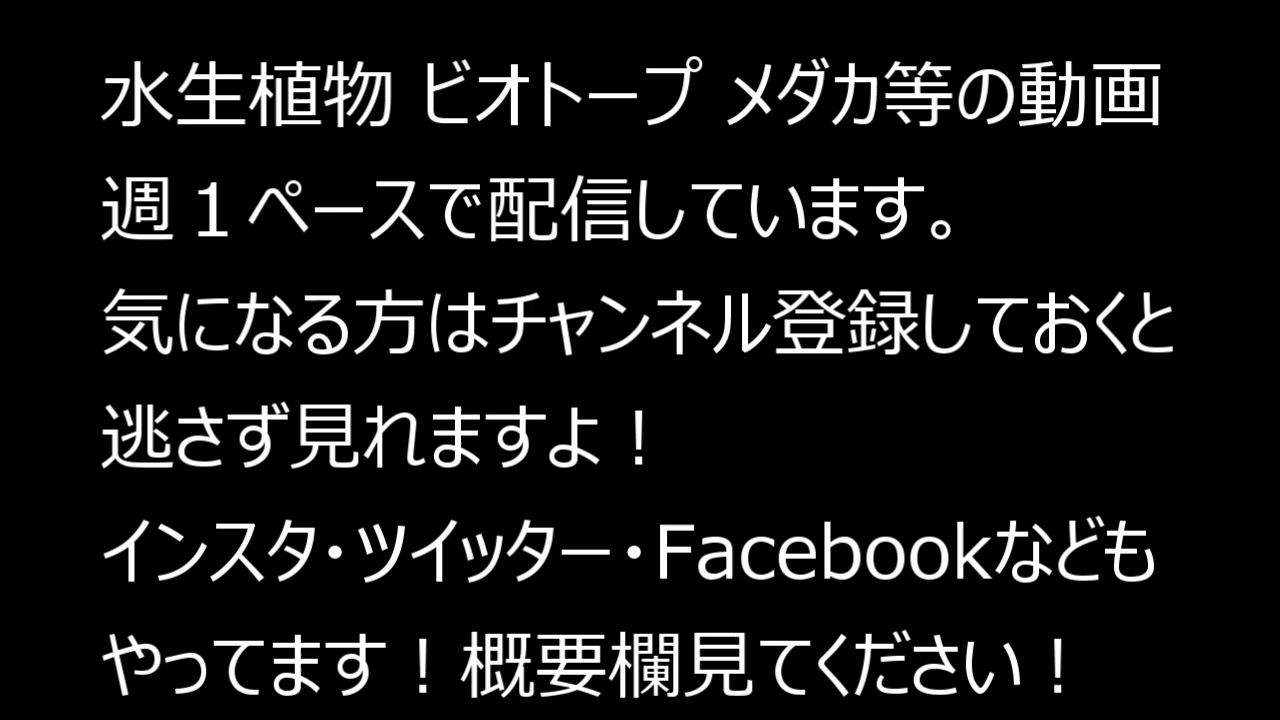 水生植物 ビオトープ メダカ等の動画
週１ペースで配信しています。
気になる方はチャンネル登録しておくと
逃さず見れますよ！
インスタ・ツイッター・Facebookなども
やってます！概要欄見てください！